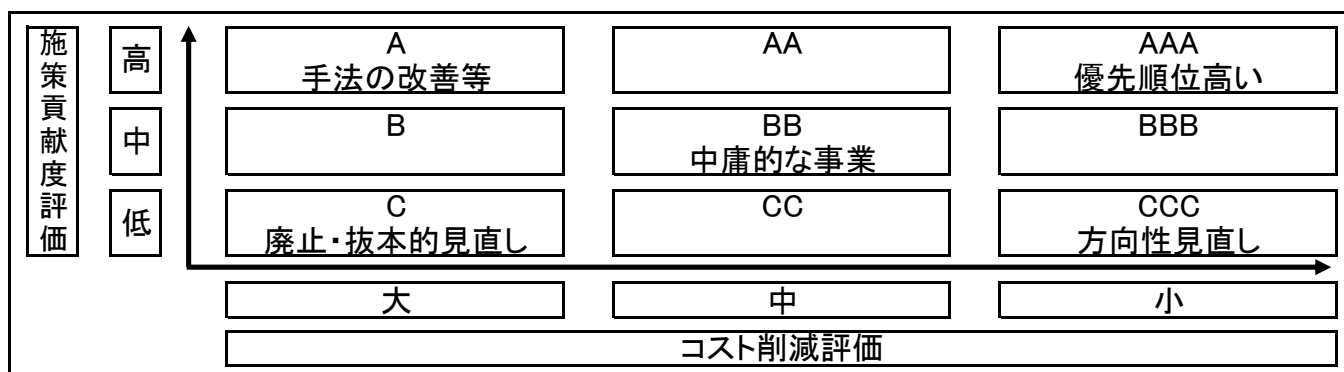 施策貢献度評価
高
A
手法の改善等
AA
AAA
優先順位高い
中
B
BB
中庸的な事業
BBB
低
C
廃止・抜本的見直し
CC
CCC
方向性見直し
大
中
小
コスト削減評価